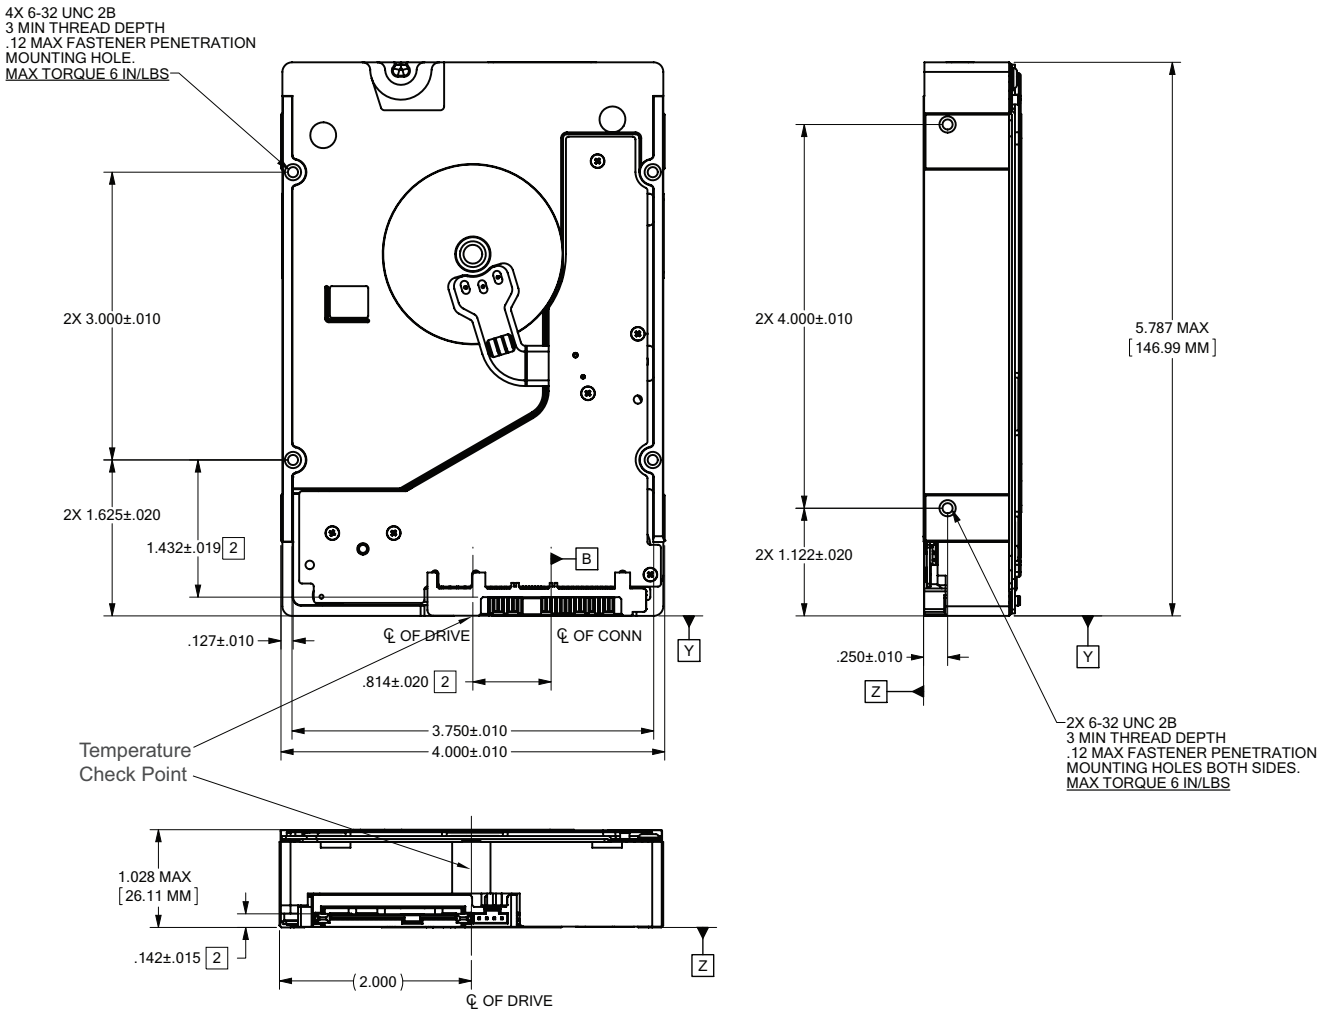 4X 6-32 UNC 2B
3 MIN THREAD DEPTH
.12 MAX FASTENER PENETRATION
MOUNTING HOLE.
MAX TORQUE 6 IN/LBS
2X 3.000±.010
2X 1.625±.020
1.432±.019 2
B
.127±.010
℄ OF DRIVE
℄ OF CONN
Y
.814±.020 2
3.750±.010
4.000±.010
Temperature
Check Point
2X 4.000±.010
5.787 MAX
[146.99 MM]
2X 1.122±.020
.250±.010
Y
Z
2X 6-32 UNC 2B
3 MIN THREAD DEPTH
.12 MAX FASTENER PENETRATION
MOUNTING HOLES BOTH SIDES.
MAX TORQUE 6 IN/LBS
1.028 MAX
[26.11 MM]
.142±.015 2
Z
(2.000)
℄ OF DRIVE